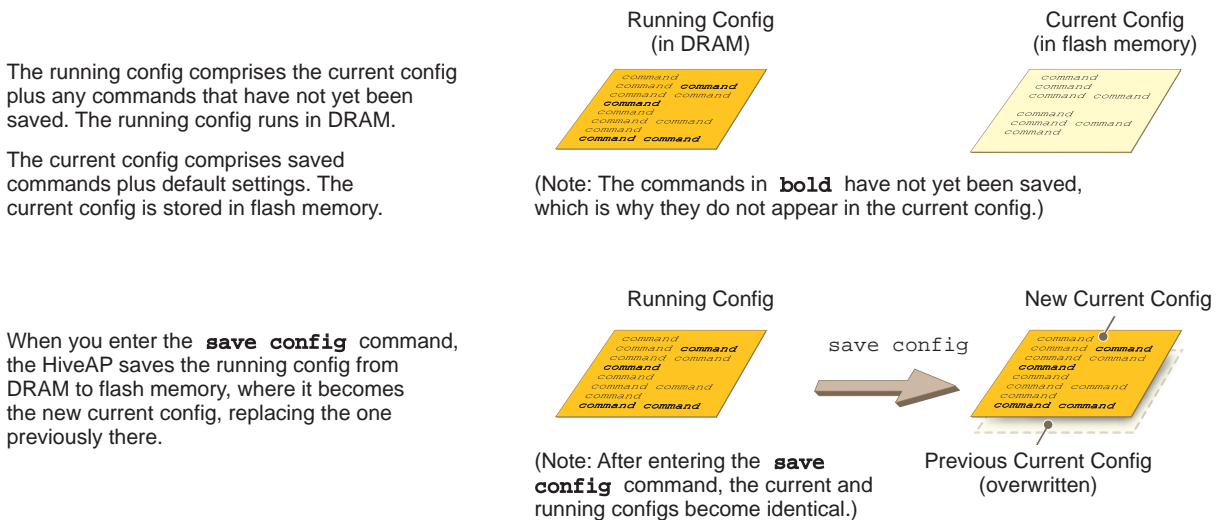 Running Config
(in DRAM)
Current Config
(in flash memory)
The running config comprises the current config
plus any commands that have not yet been
saved. The running config runs in DRAM.
The current config comprises saved
commands plus default settings. The
current config is stored in flash memory.
command
command command
command command
command
command
command command
command
command command
command
command
command command
command
command command
command
(Note: The commands in bold have not yet been saved,
which is why they do not appear in the current config.)
When you enter the save config command,
the HiveAP saves the running config from
DRAM to flash memory, where it becomes
the new current config, replacing the one
previously there.
Running Config
command
command command
command command
command
command
command command
command
command command
save config
New Current Config
command
command command
command command
command
command
command command
command
command command
(Note: After entering the save
config command, the current and
running configs become identical.)
Previous Current Config
(overwritten)